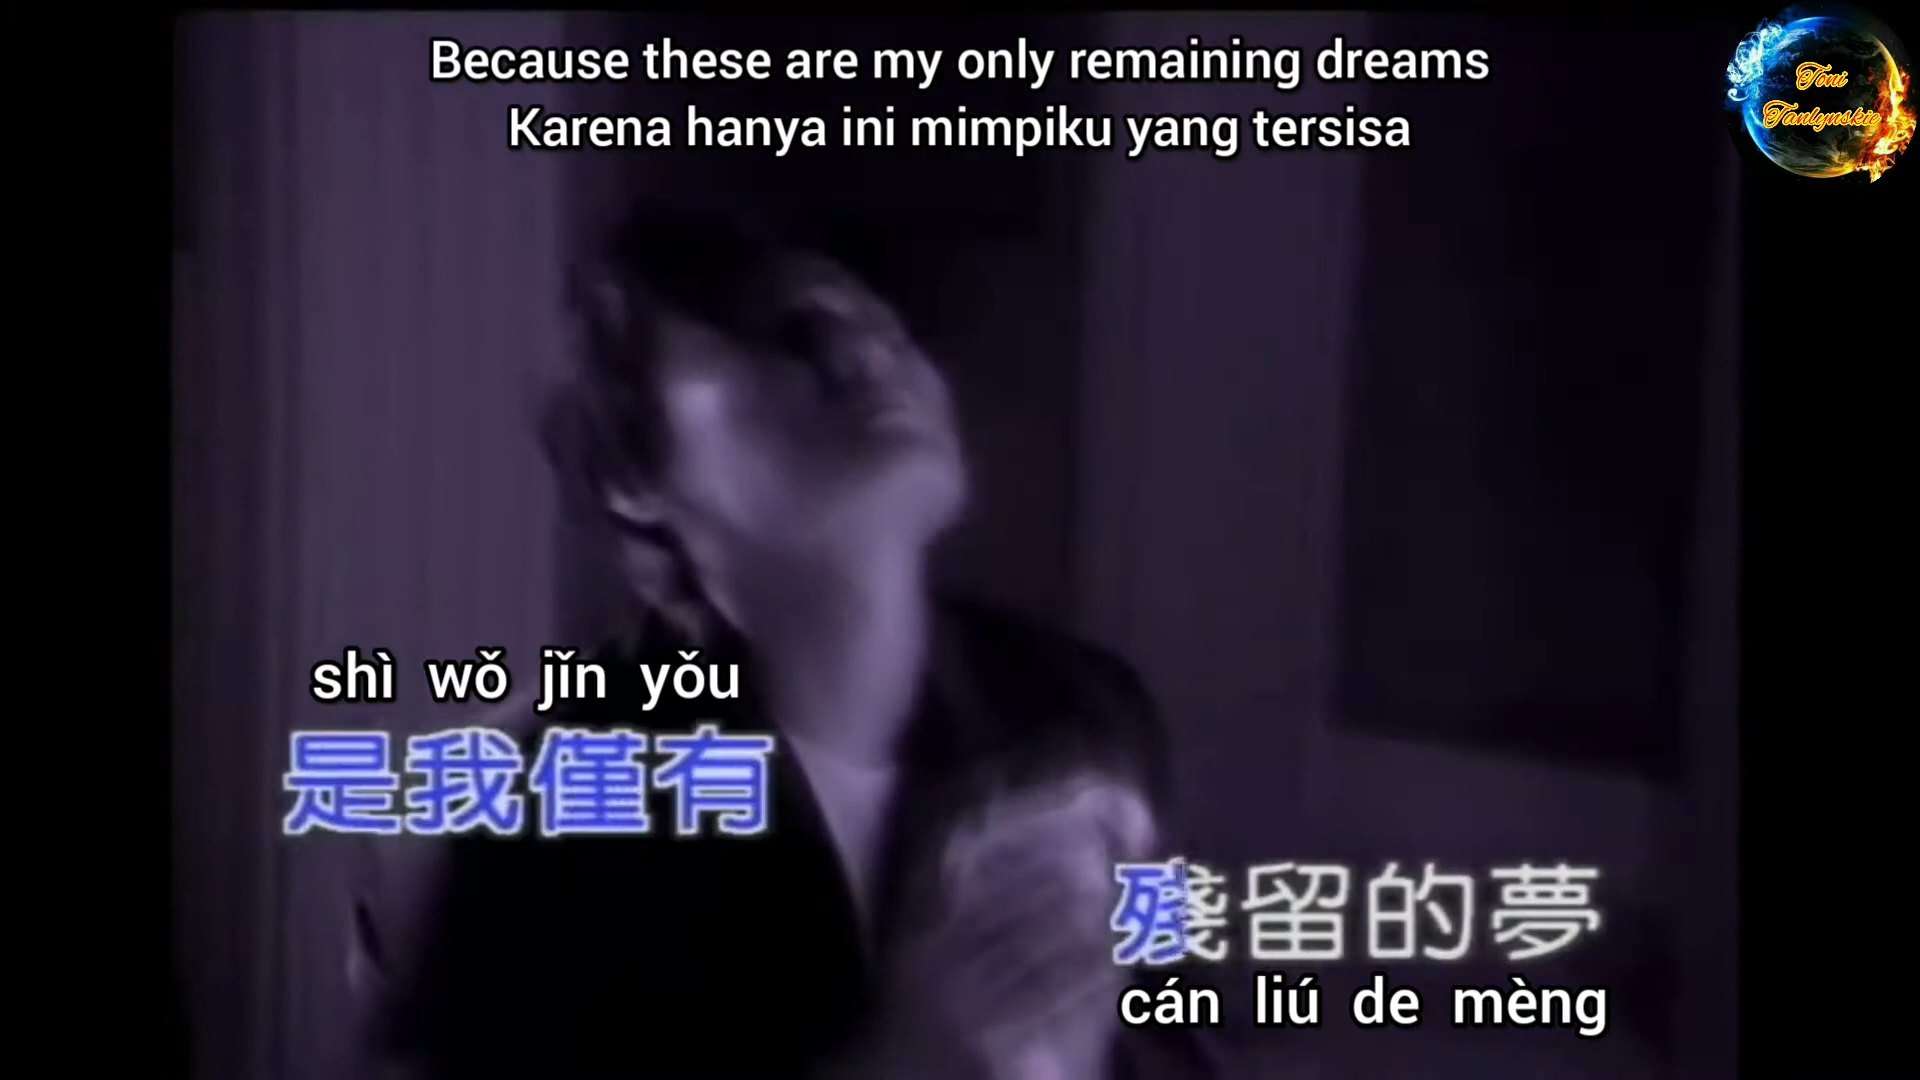 Because these are my only remaining dreams
Karena hanya ini mimpiku yang tersisa
Toni
Tanlynskie
shì wǒ jǐn yǒu
是我僅有
殘留的夢
cán liú de mèng